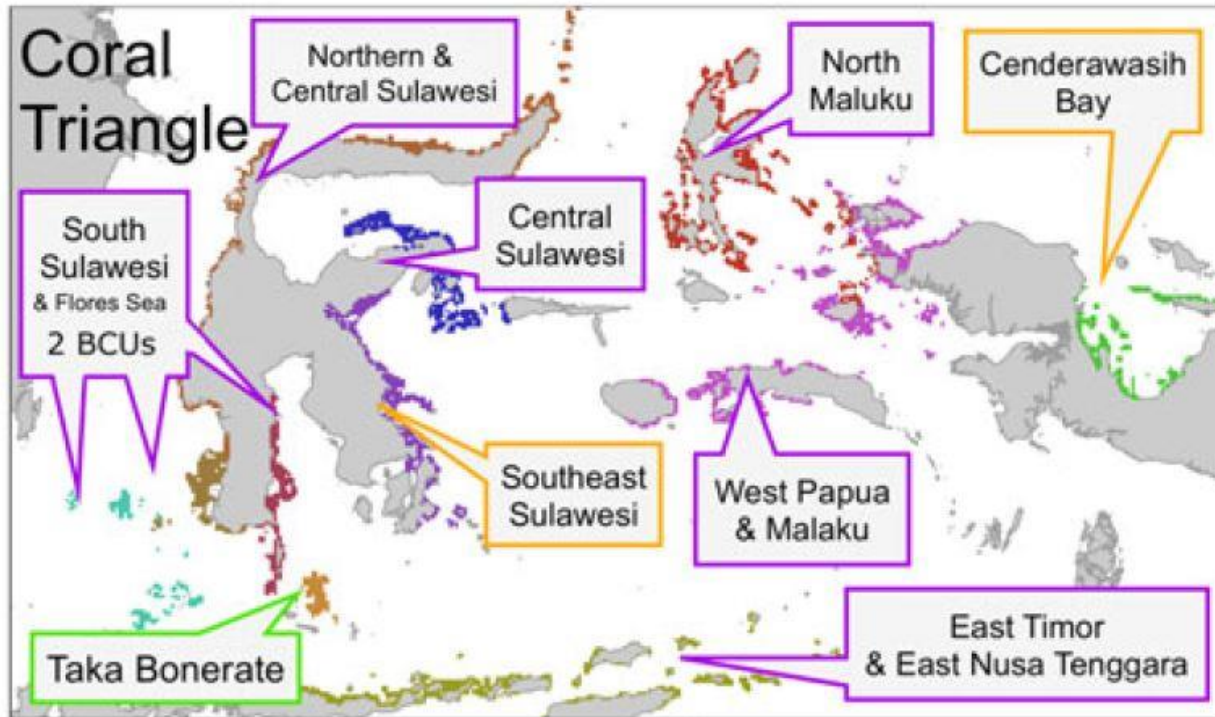 Coral
Triangle
Northern &
Central Sulawesi
North
Maluku
Cenderawasih
Bay
South
Sulawesi
& Flores Sea
2 BCUs
Central
Sulawesi
Southeast
Sulawesi
West Papua
& Malaku
Taka Bonerate
East Timor
& East Nusa Tenggara